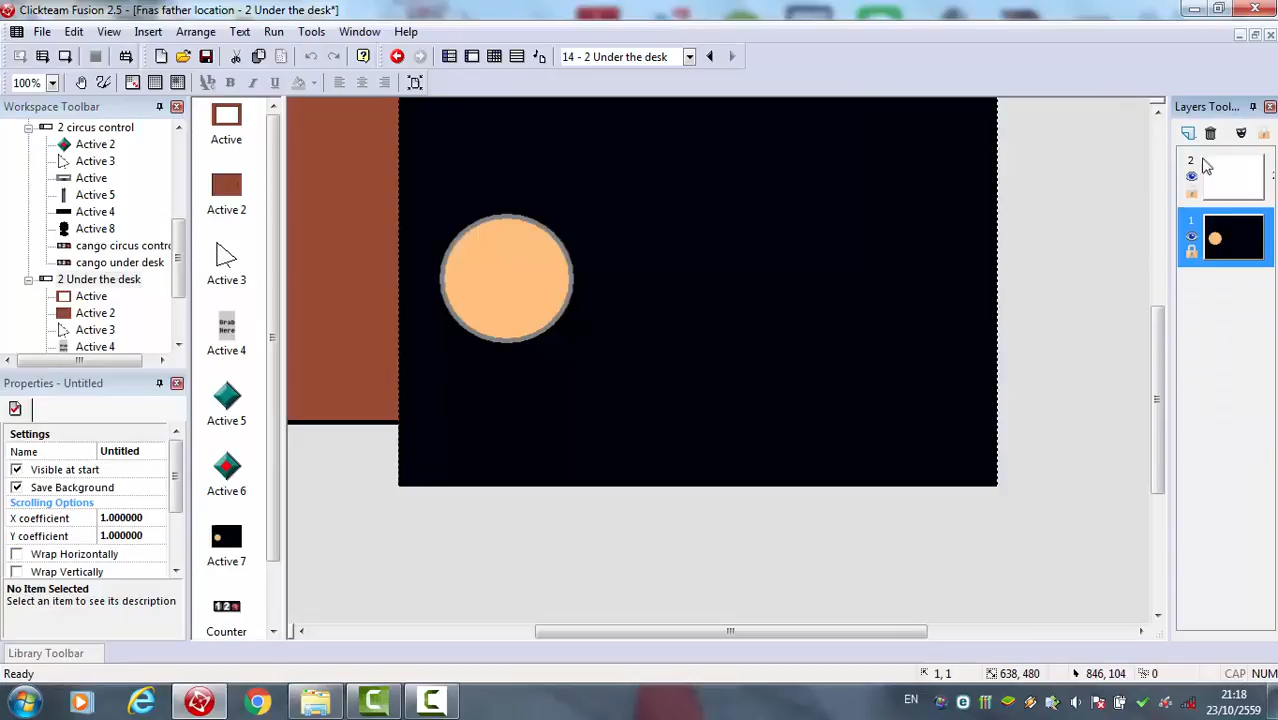 Clickteam Fusion 2.5 - [Fnas father location - 2 Under the desk*]
File Edit View Insert Arrange Text Run Tools Window Help
14 - 2 Under the desk
100%
Workspace Toolbar
2 circus control
Active 2
Active 3
Active
Active 5
Active 4
Active 8
cango circus contr
cango under desk
2 Under the desk
Active
Active 2
Active 3
Active 4
Properties - Untitled
Settings
Name Untitled
Visible at start
Save Background
Scrolling Options
X coefficient 1.000000
Y coefficient 1.000000
Wrap Horizontally
Wrap Vertically
No Item Selected
Select an item to see its description
Library Toolbar
Active
Active 2
Active 3
Grab
Here
Active 4
Active 5
Active 6
Active 7
Counter
Layers Tool...
2
2
1
Ready
1, 1
638, 480
846, 104
0
CAP NUM
EN
21:18
23/10/2559